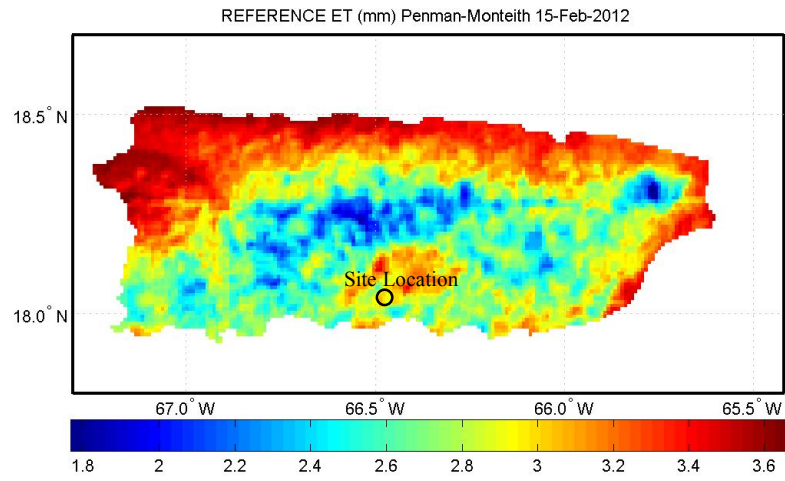 REFERENCE ET (mm) Penman-Monteith 15-Feb-2012
18.5° N
Site Location
18.0° N
67.0° W 66.5° W 66.0° W 65.5° W
1.8 2 2.2 2.4 2.6 2.8 3 3.2 3.4 3.6